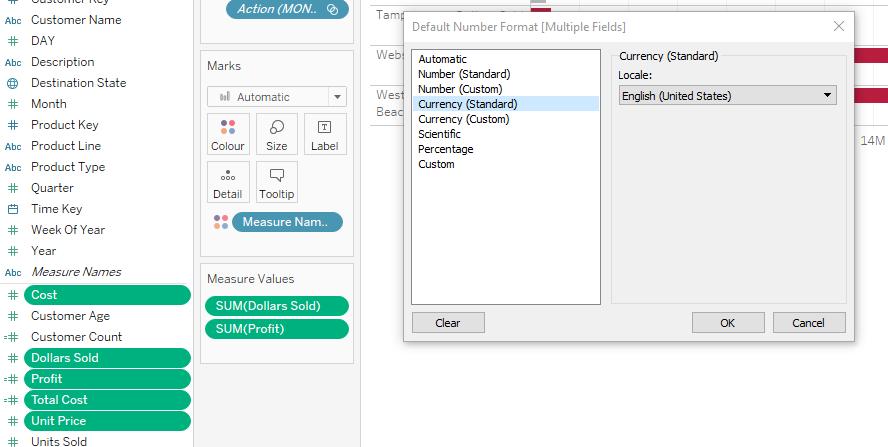 Customer Key
Customer Name
DAY
Description
Destination State
Month
Product Key
Product Line
Product Type
Quarter
Time Key
Week Of Year
Year
Measure Names
Cost
Customer Age
Customer Count
Dollars Sold
Profit
Total Cost
Unit Price
Units Sold
Abc
Abc
Abc
Abc
Abc
Action (MON..
Marks
Automatic
Colour
Size
Label
T
Detail
Tooltip
Measure Nam..
Measure Values
SUM(Dollars Sold)
SUM(Profit)
Tamp
Webs
West
Beac
14M
Default Number Format [Multiple Fields]
Automatic
Number (Standard)
Number (Custom)
Currency (Standard)
Currency (Custom)
Scientific
Percentage
Custom
Currency (Standard)
Locale:
English (United States)
Clear
OK
Cancel